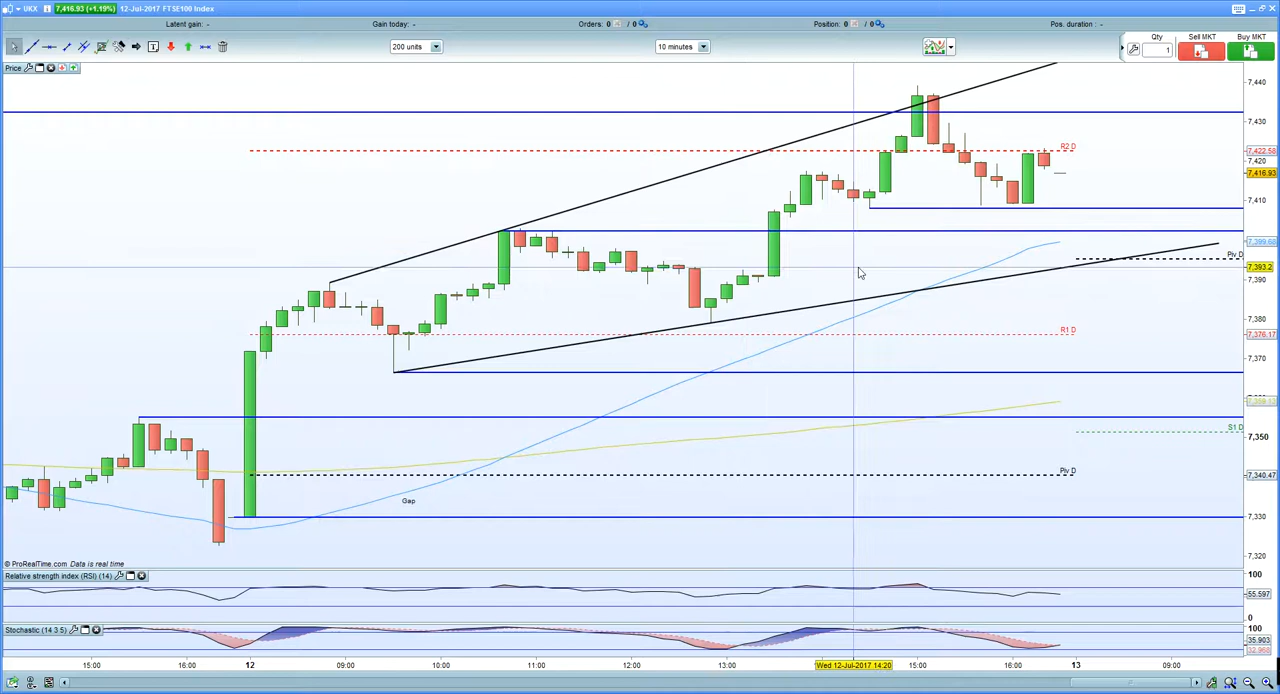 UKX 7,416.93 (+1.19%) 12-Jul-2017 FTSE100 Index
Latent gain: - Gain today: - Orders: 0 / 0 Position: 0 / 0 Pos. duration : -
200 units 10 minutes Qty 1 Sell MKT Buy MKT
Price
7,440
7,430
R2 D 7,422.58
7,420
7,416.93
7,410
7,399.68
Piv D
7,393.2
7,390
7,380
R1 D 7,376.17
7,370
S1 D
7,350
Piv D 7,340.47
Gap
7,330
7,320
© ProRealTime.com Data is real time
Relative strength index (RSI) (14) 100
55.597
0
Stochastic (14 3 5) 100
35.903
32.968
15:00 16:00 12 09:00 10:00 11:00 12:00 13:00 Wed 12-Jul-2017 14:20 15:00 16:00 13 09:00